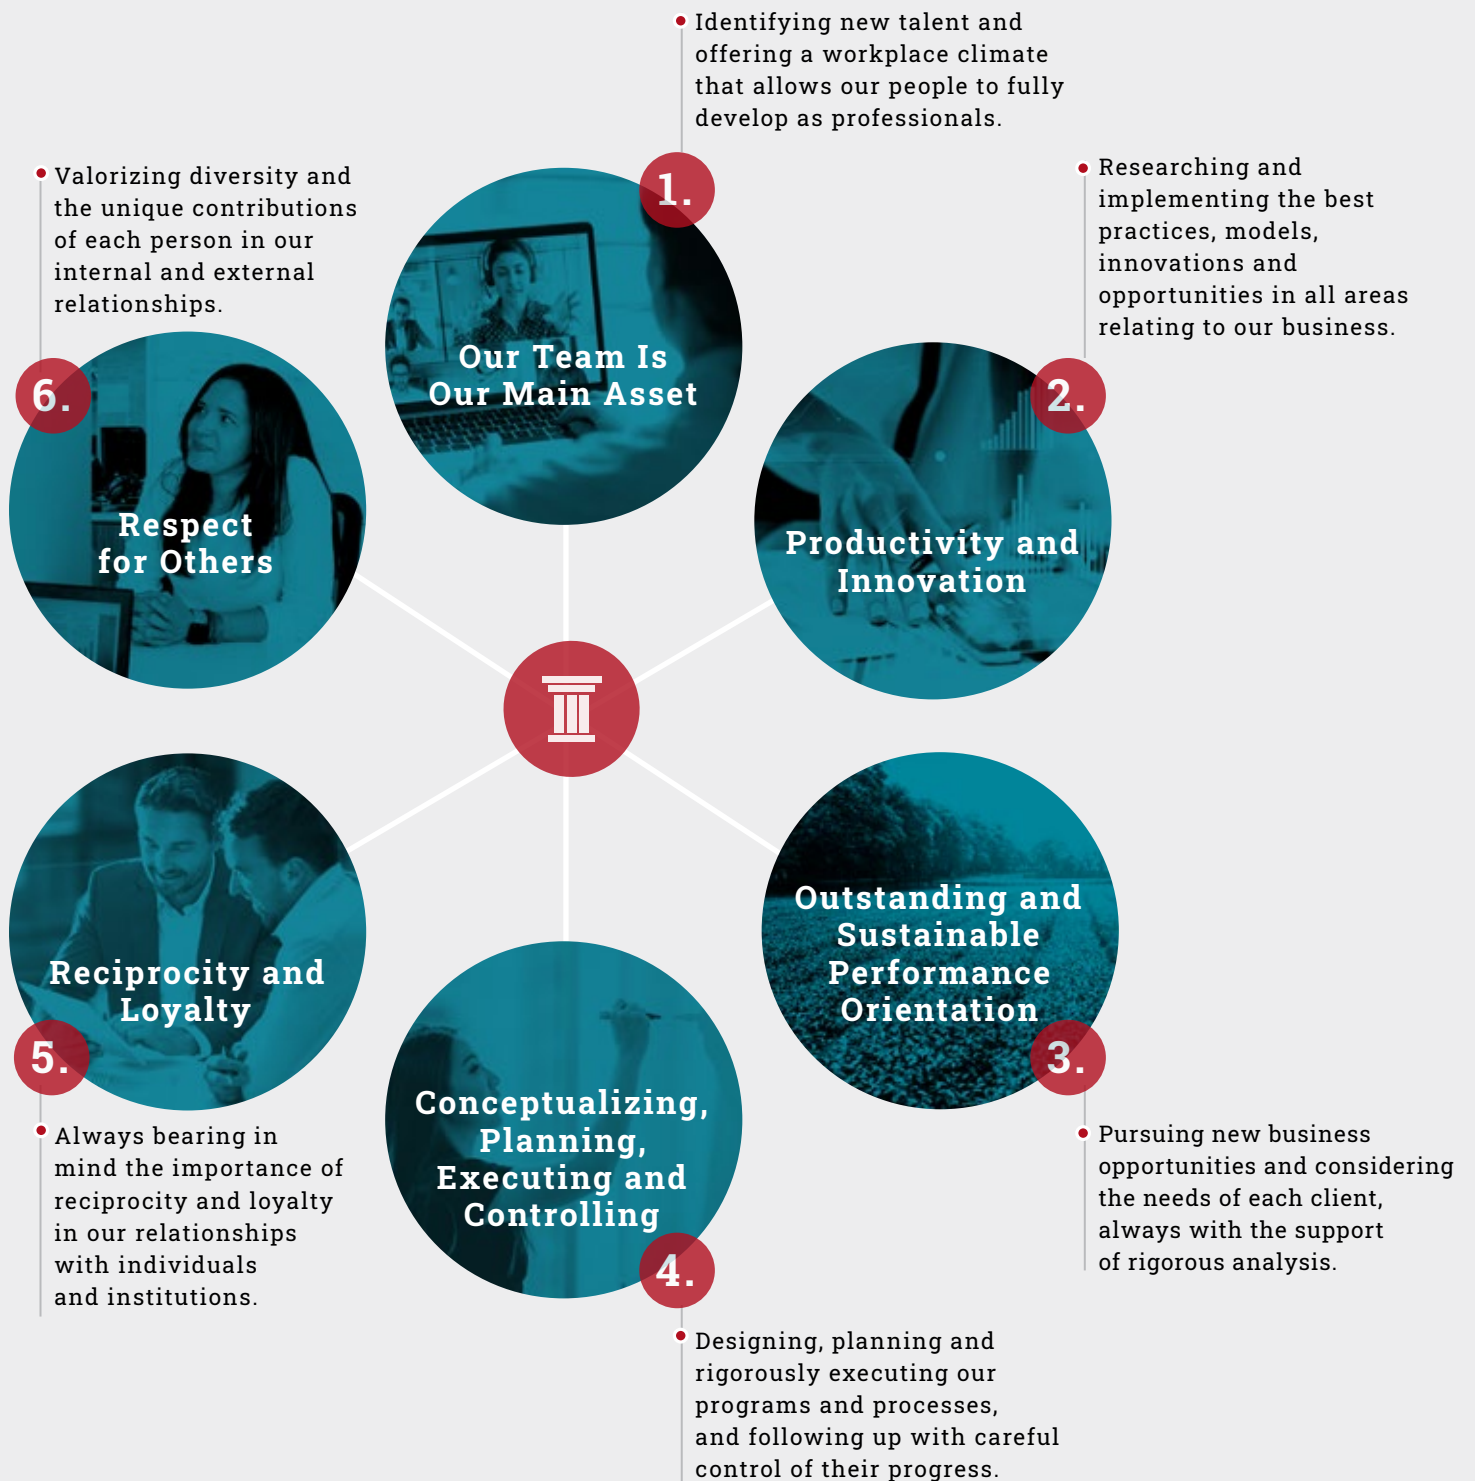 Identifying new talent and
offering a workplace climate
that allows our people to fully
develop as professionals.
1.
Our Team Is
Our Main Asset
Researching and
implementing the best
practices, models,
innovations and
opportunities in all areas
relating to our business.
2.
Productivity and
Innovation
Outstanding and
Sustainable
Performance
Orientation
3.
Pursuing new business
opportunities and considering
the needs of each client,
always with the support
of rigorous analysis.
Conceptualizing,
Planning,
Executing and
Controlling
4.
Designing, planning and
rigorously executing our
programs and processes,
and following up with careful
control of their progress.
Reciprocity and
Loyalty
5.
Always bearing in
mind the importance of
reciprocity and loyalty
in our relationships
with individuals
and institutions.
Valorizing diversity and
the unique contributions
of each person in our
internal and external
relationships.
6.
Respect
for Others